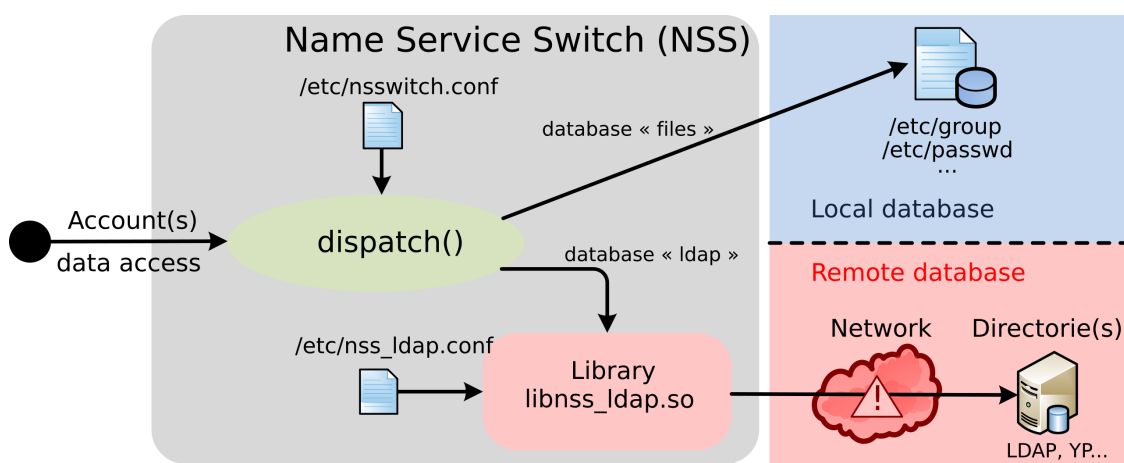 Name Service Switch (NSS)
/etc/nsswitch.conf
database « files »
/etc/group
/etc/passwd
...
Local database
Account(s)
data access
dispatch()
database « ldap »
Remote database
Network
Directorie(s)
/etc/nss_ldap.conf
Library
libnss_ldap.so
!
LDAP, YP...